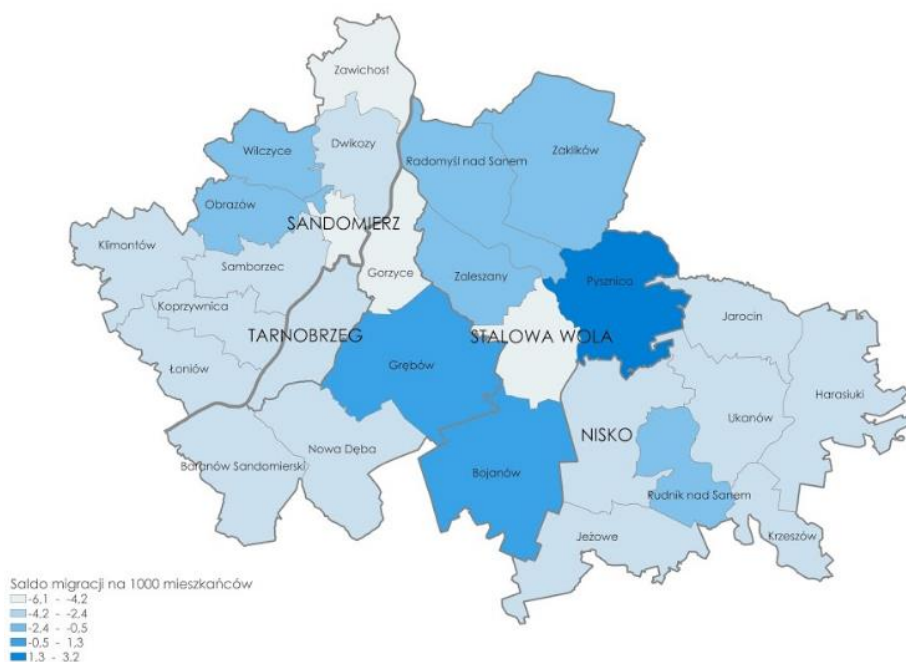 Zawichost
Dwikozy
Wilczyce
Radomyśl nad Sanem
Zaklików
Obrazów
SANDOMIERZ
Klimontów
Samborzec
Gorzyce
Zaleszany
Pysznica
Koprzywnica
TARNOBRZEG
STALOWA WOLA
Jarocin
Łoniów
Grębów
Harasiuki
Ukanów
NISKO
Nowa Dęba
Baranów Sandomierski
Bojanów
Rudnik nad Sanem
Jeżowe
Krzeszów
Saldo migracji na 1000 mieszkańców
-6,1 - -4,2
-4,2 - -2,4
-2,4 - -0,5
-0,5 - 1,3
1,3 - 3,2